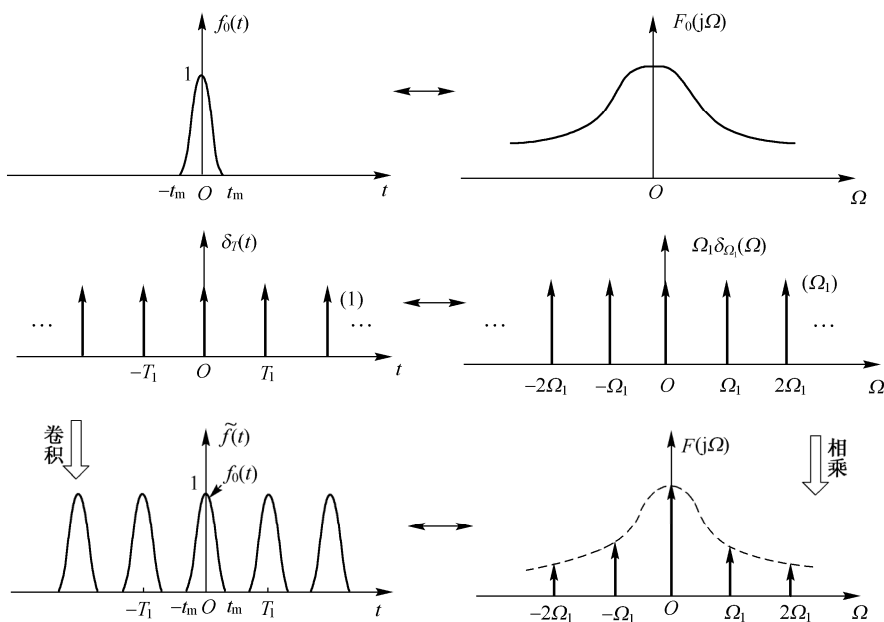 f₀(t)
F₀(jΩ)
1
−tₘ O tₘ t
O Ω
δ_T(t)
Ω₁δ_Ω₁(Ω)
(1)
(Ω₁)
… …
… …
−T₁ O T₁ t
−2Ω₁ −Ω₁ O Ω₁ 2Ω₁ Ω
卷积
f̃(t)
F(jΩ)
相乘
1 f₀(t)
−T₁ −tₘ O tₘ T₁ t
−2Ω₁ −Ω₁ O Ω₁ 2Ω₁ Ω